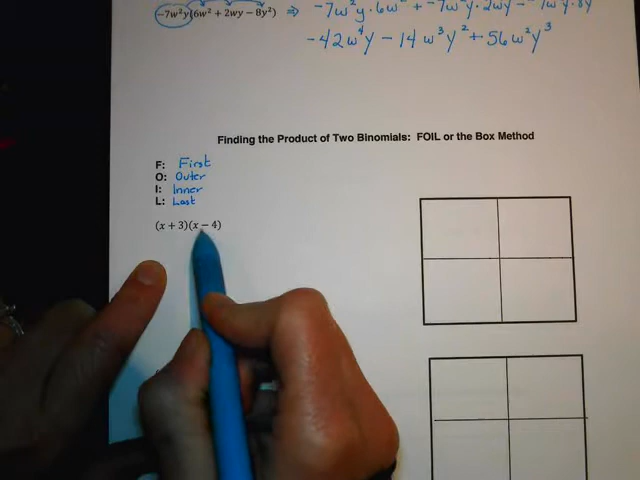 -7w²y(6w² + 2wy − 8y²) ⇒ -7w²y·6w² + -7w²y·2wy - -7w²y·8y
-42w⁴y - 14w³y² + 56w²y³
Finding the Product of Two Binomials: FOIL or the Box Method
F: First
O: Outer
I: Inner
L: Last
(x + 3)(x − 4)